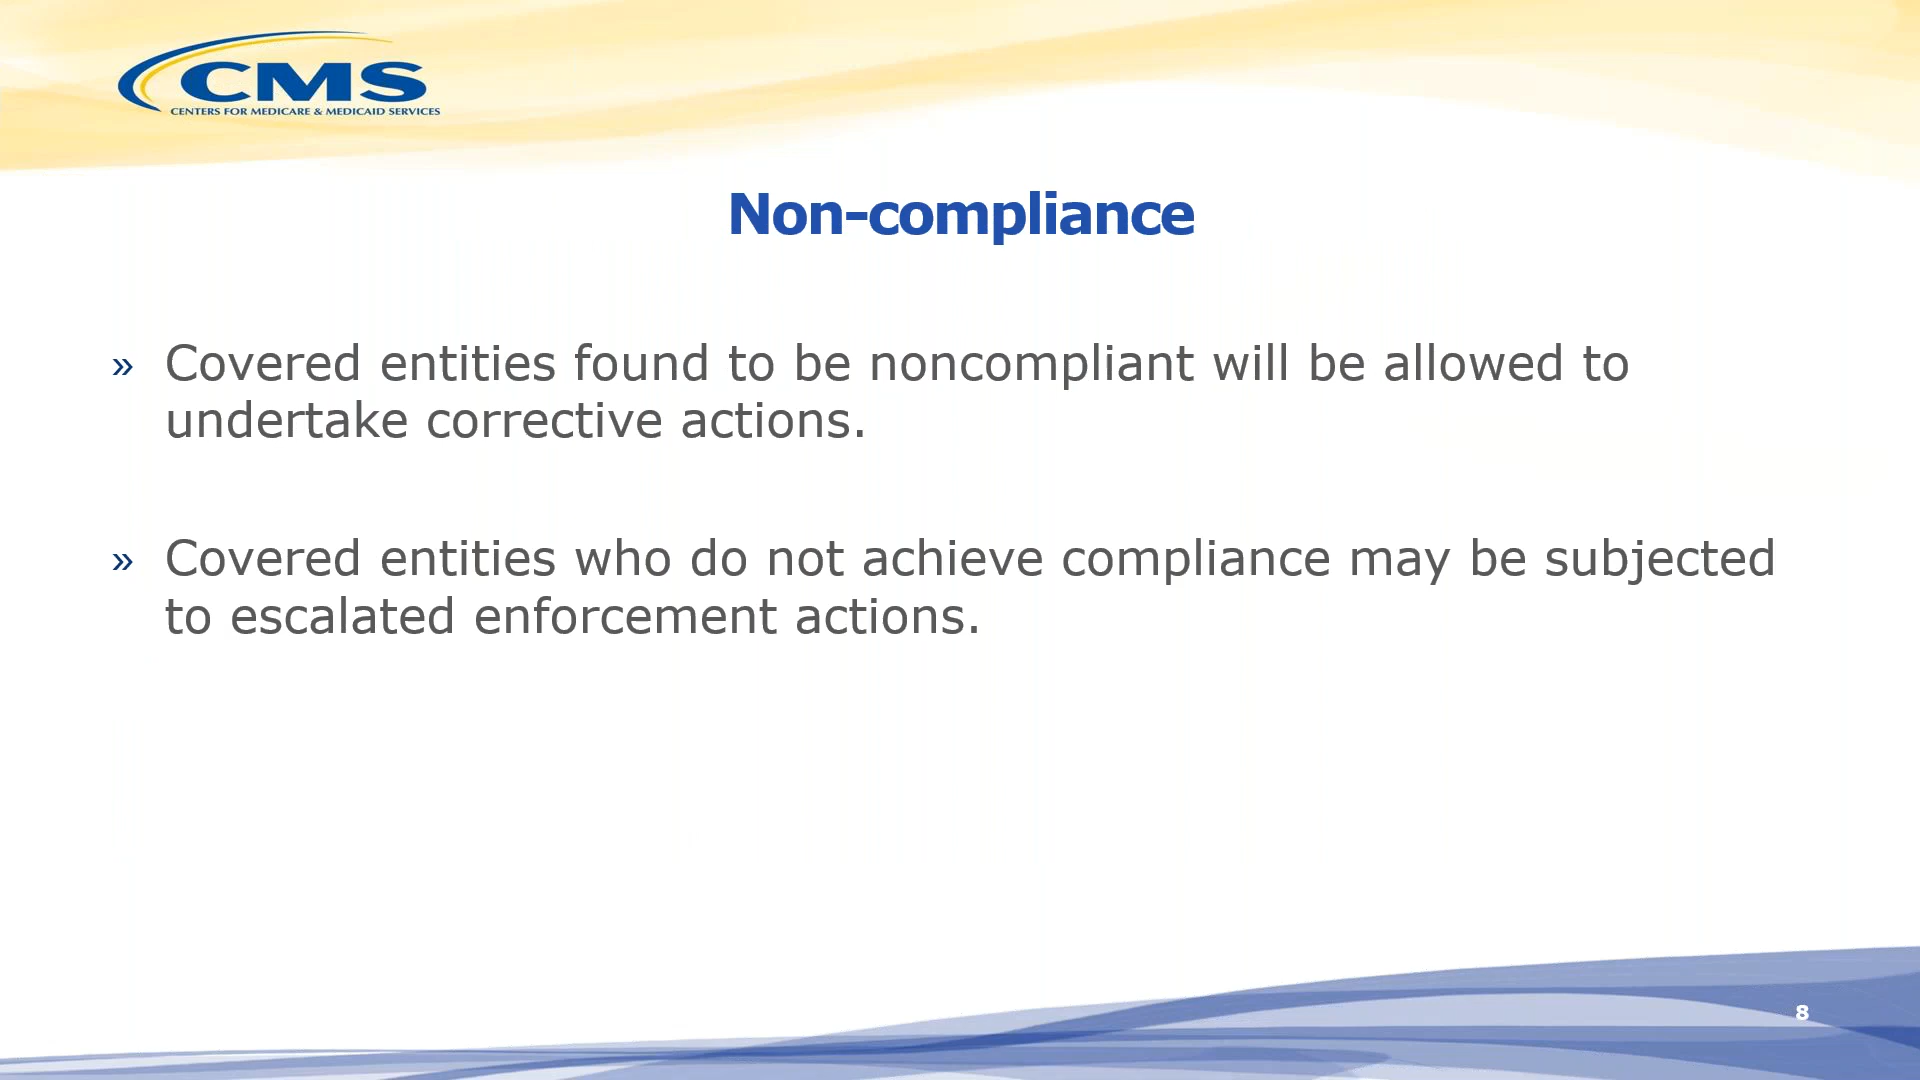 CMS
CENTERS FOR MEDICARE & MEDICAID SERVICES
Non-compliance
» Covered entities found to be noncompliant will be allowed to
undertake corrective actions.
» Covered entities who do not achieve compliance may be subjected
to escalated enforcement actions.
8